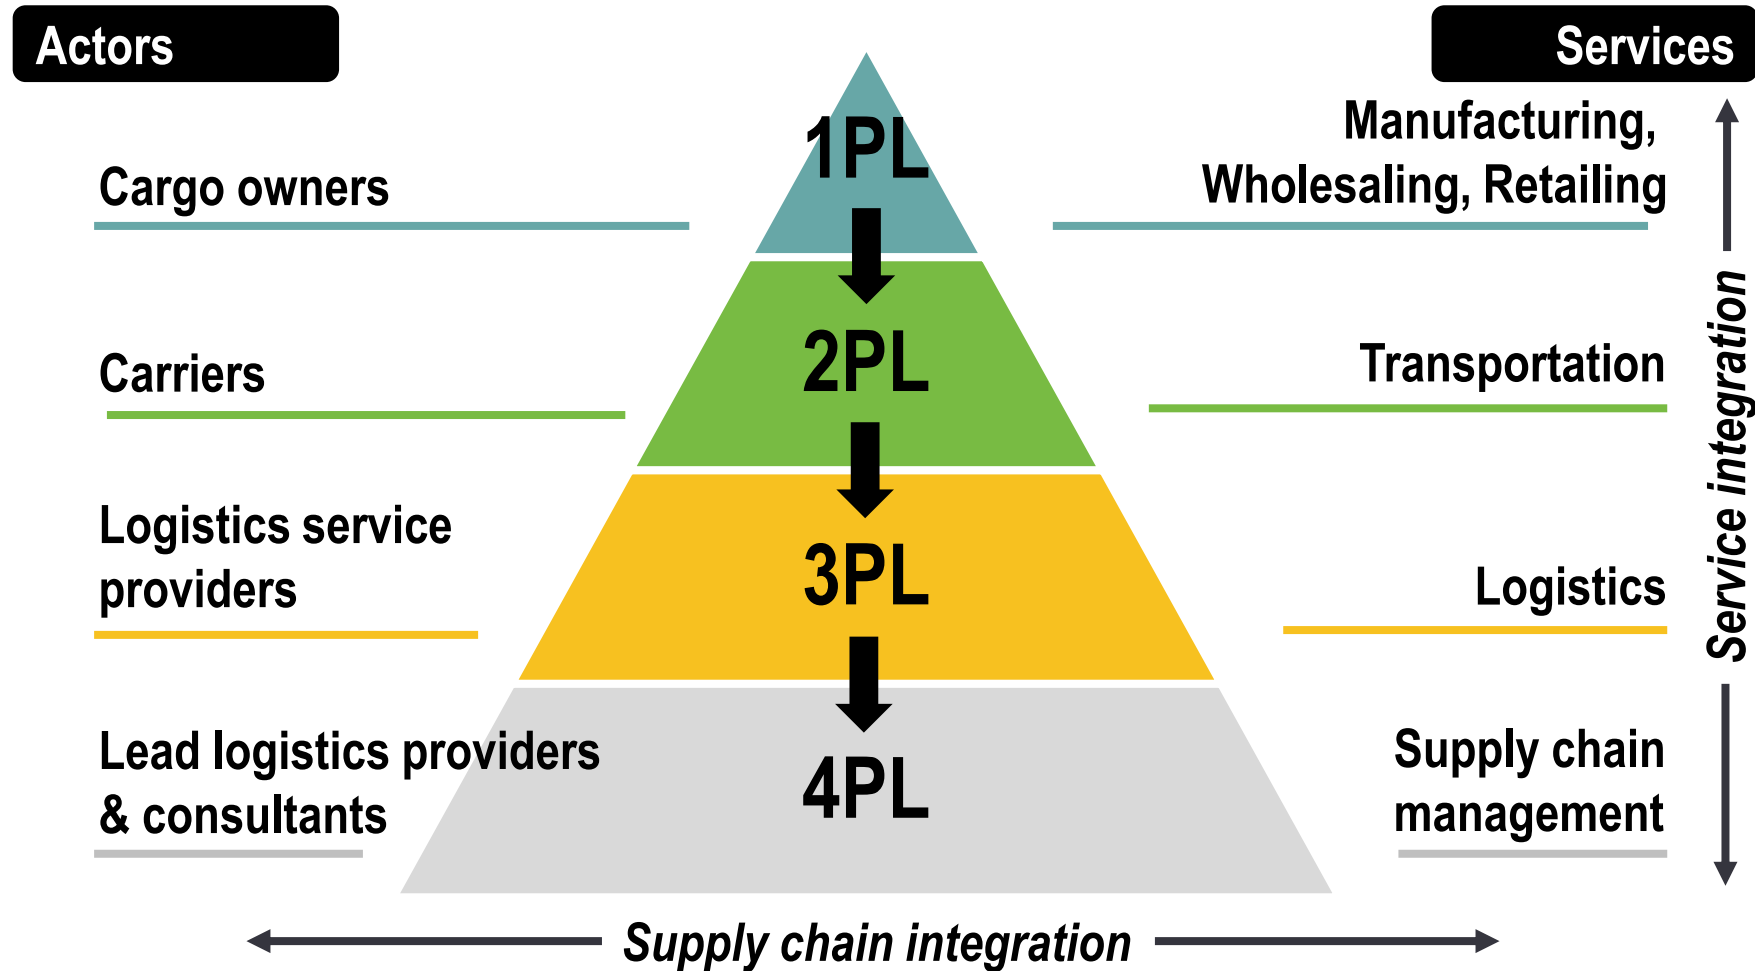 Actors
Services
1PL
Cargo owners
Manufacturing,
Wholesaling, Retailing
2PL
Carriers
Transportation
3PL
Logistics service
providers
Logistics
4PL
Lead logistics providers
& consultants
Supply chain
management
Service integration
Supply chain integration